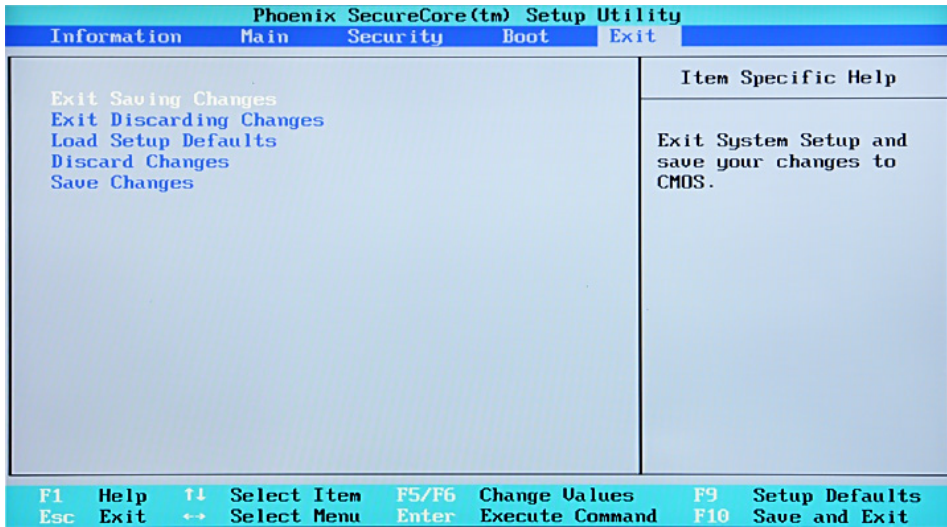 Phoenix SecureCore(tm) Setup Utility
Information Main Security Boot Exit
Item Specific Help
Exit Saving Changes
Exit Discarding Changes
Load Setup Defaults
Discard Changes
Save Changes
Exit System Setup and
save your changes to
CMOS.
F1 Help ↑↓ Select Item F5/F6 Change Values F9 Setup Defaults
Esc Exit ↔ Select Menu Enter Execute Command F10 Save and Exit